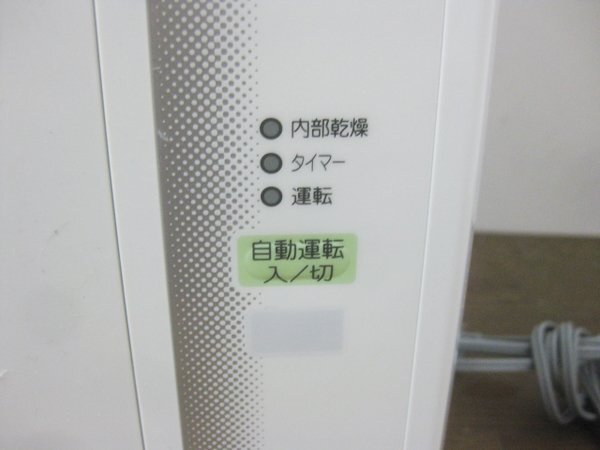 内部乾燥
タイマー
運転
自動運転
入／切